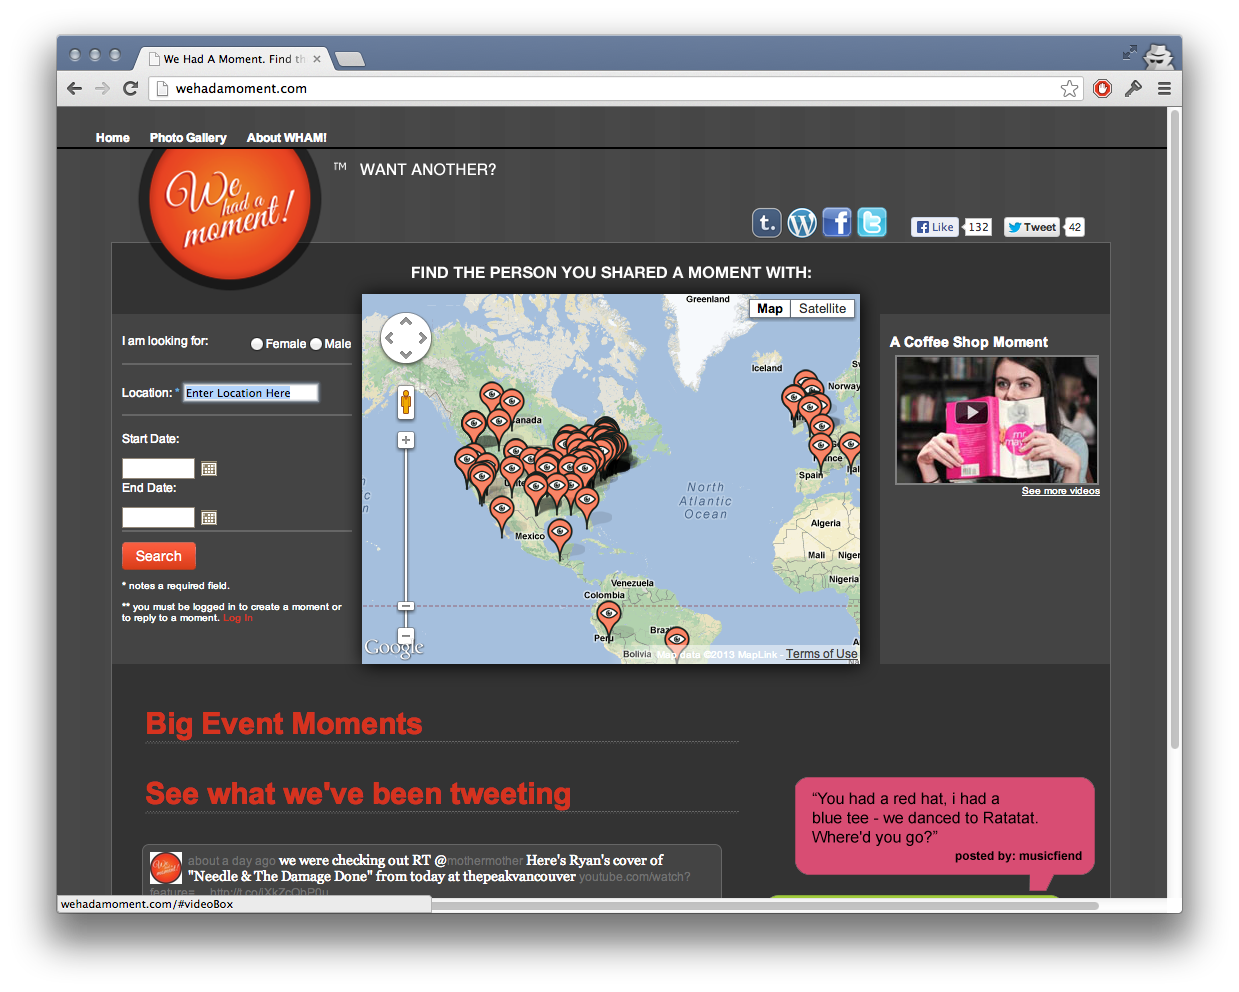 We Had A Moment. Find th
wehadamoment.com
Home Photo Gallery About WHAM!
We
had a
moment!
TM WANT ANOTHER?
t. W f t
Like 132 Tweet 42
FIND THE PERSON YOU SHARED A MOMENT WITH:
I am looking for: Female Male
Location: * Enter Location Here
Start Date:
End Date:
Search
* notes a required field.
** you must be logged in to create a moment or
to reply to a moment. Log In
Map Satellite
Greenland
Iceland
Norway
Canada
Spain
North
Atlantic
Ocean
Mexico
Algeria
Mali Niger
Nigeria
Venezuela
Colombia
Peru
Braz
Bolivia
Google
Map data ©2013 MapLink - Terms of Use
A Coffee Shop Moment
See more videos
Big Event Moments
See what we've been tweeting
about a day ago we were checking out RT @mothermother Here's Ryan's cover of
"Needle & The Damage Done" from today at thepeakvancouver youtube.com/watch?
feature=
“You had a red hat, i had a
blue tee - we danced to Ratatat.
Where'd you go?”
posted by: musicfiend
wehadamoment.com/#videoBox